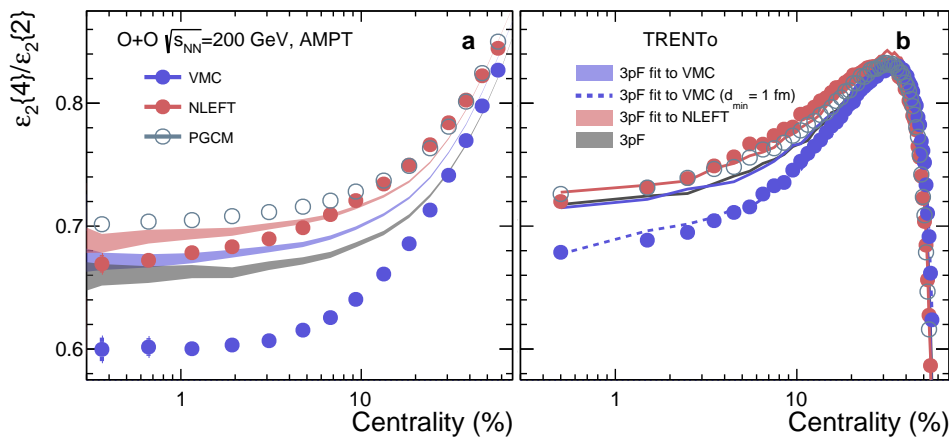 O+O √s_NN=200 GeV, AMPT
a
VMC
NLEFT
PGCM
ε₂{4}/ε₂{2}
0.8
0.7
0.6
1
10
Centrality (%)
TRENTo
b
3pF fit to VMC
3pF fit to VMC (d_min = 1 fm)
3pF fit to NLEFT
3pF
1
10
Centrality (%)